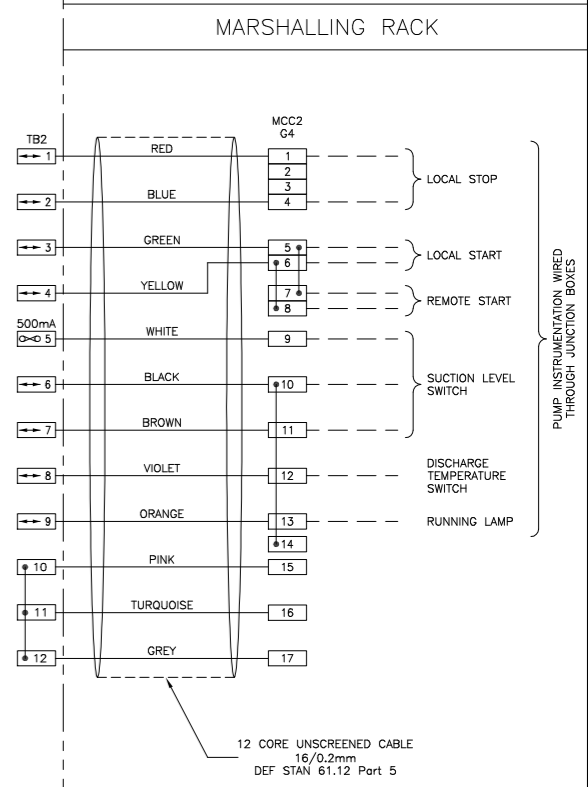 MARSHALLING RACK
MCC2
G4
TB2
1 RED 1
2
3
2 BLUE 4
LOCAL STOP
3 GREEN 5
6
LOCAL START
4 YELLOW 7
8
REMOTE START
500mA
5 WHITE 9
6 BLACK 10
7 BROWN 11
SUCTION LEVEL
SWITCH
8 VIOLET 12
DISCHARGE
TEMPERATURE
SWITCH
9 ORANGE 13 RUNNING LAMP
14
10 PINK 15
11 TURQUOISE 16
12 GREY 17
PUMP INSTRUMENTATION WIRED
THROUGH JUNCTION BOXES
12 CORE UNSCREENED CABLE
16/0.2mm
DEF STAN 61.12 Part 5